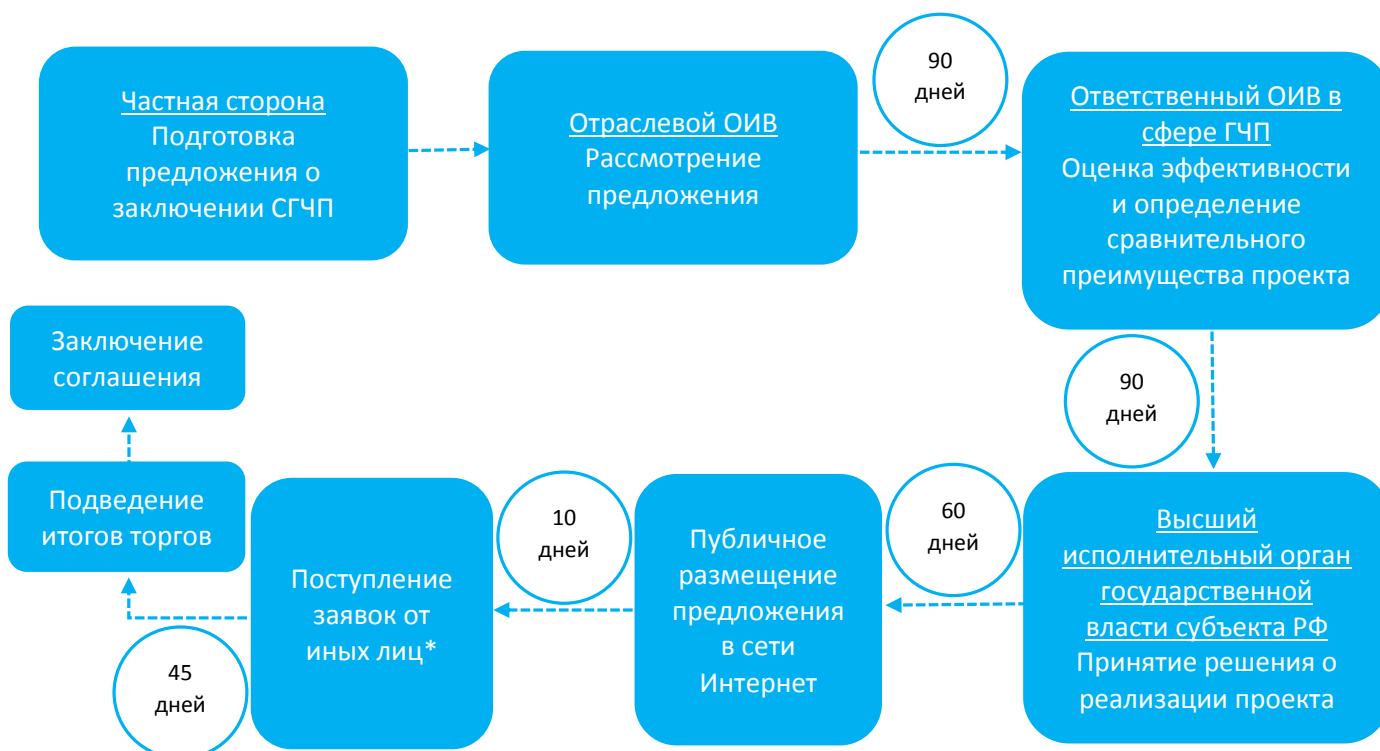 Частная сторона
Подготовка
предложения о
заключении СГЧП
Отраслевой ОИВ
Рассмотрение
предложения
90
дней
Ответственный ОИВ в
сфере ГЧП
Оценка эффективности
и определение
сравнительного
преимущества проекта
90
дней
Высший
исполнительный орган
государственной
власти субъекта РФ
Принятие решения о
реализации проекта
60
дней
Публичное
размещение
предложения
в сети
Интернет
10
дней
Поступление
заявок от
иных лиц*
45
дней
Подведение
итогов торгов
Заключение
соглашения